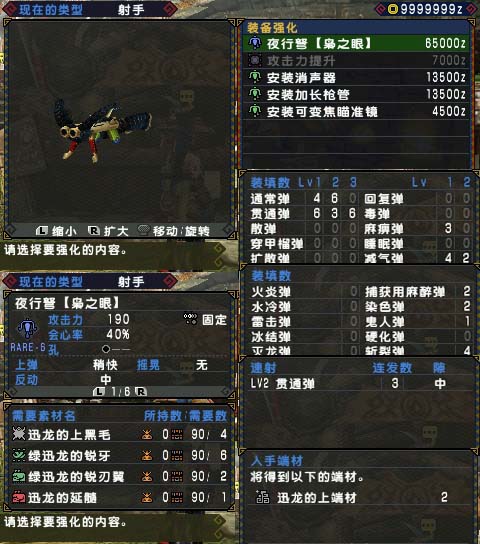 现在的类型 射手
缩小 扩大 移动/旋转
请选择要强化的内容。
9999999z
装备强化
夜行弩【枭之眼】 65000z
攻击力提升 7000z
安装消声器 13500z
安装加长枪管 13500z
安装可变焦瞄准镜 4500z
装填数 Lv1 2 3 Lv 1 2
通常弹 4 6 0 回复弹 0 0
贯通弹 6 3 6 毒弹 0 0
散弹 0 0 0 麻痹弹 3 0
穿甲榴弹 0 0 0 睡眠弹 0 0
扩散弹 0 0 0 减气弹 4 2
现在的类型 射手
夜行弩【枭之眼】
攻击力 190 固定
会心率 40%
RARE-6 孔
上弹 稍快 摇晃 无
反动 中
L 1/6 R
需要素材名 所持数/需要数
迅龙的上黑毛 0 90/ 4
绿迅龙的锐牙 0 90/ 6
绿迅龙的锐刃翼 0 90/ 2
迅龙的延髓 0 90/ 1
请选择要强化的内容。
装填数
火炎弹 0 捕获用麻醉弹 2
水冷弹 0 染色弹 2
雷击弹 0 鬼人弹 1
冰结弹 0 硬化弹 0
灭龙弹 0 斩裂弹 4
速射 连发数 隙
LV2 贯通弹 3 中
入手端材
将得到以下的端材。
迅龙的上端材 2